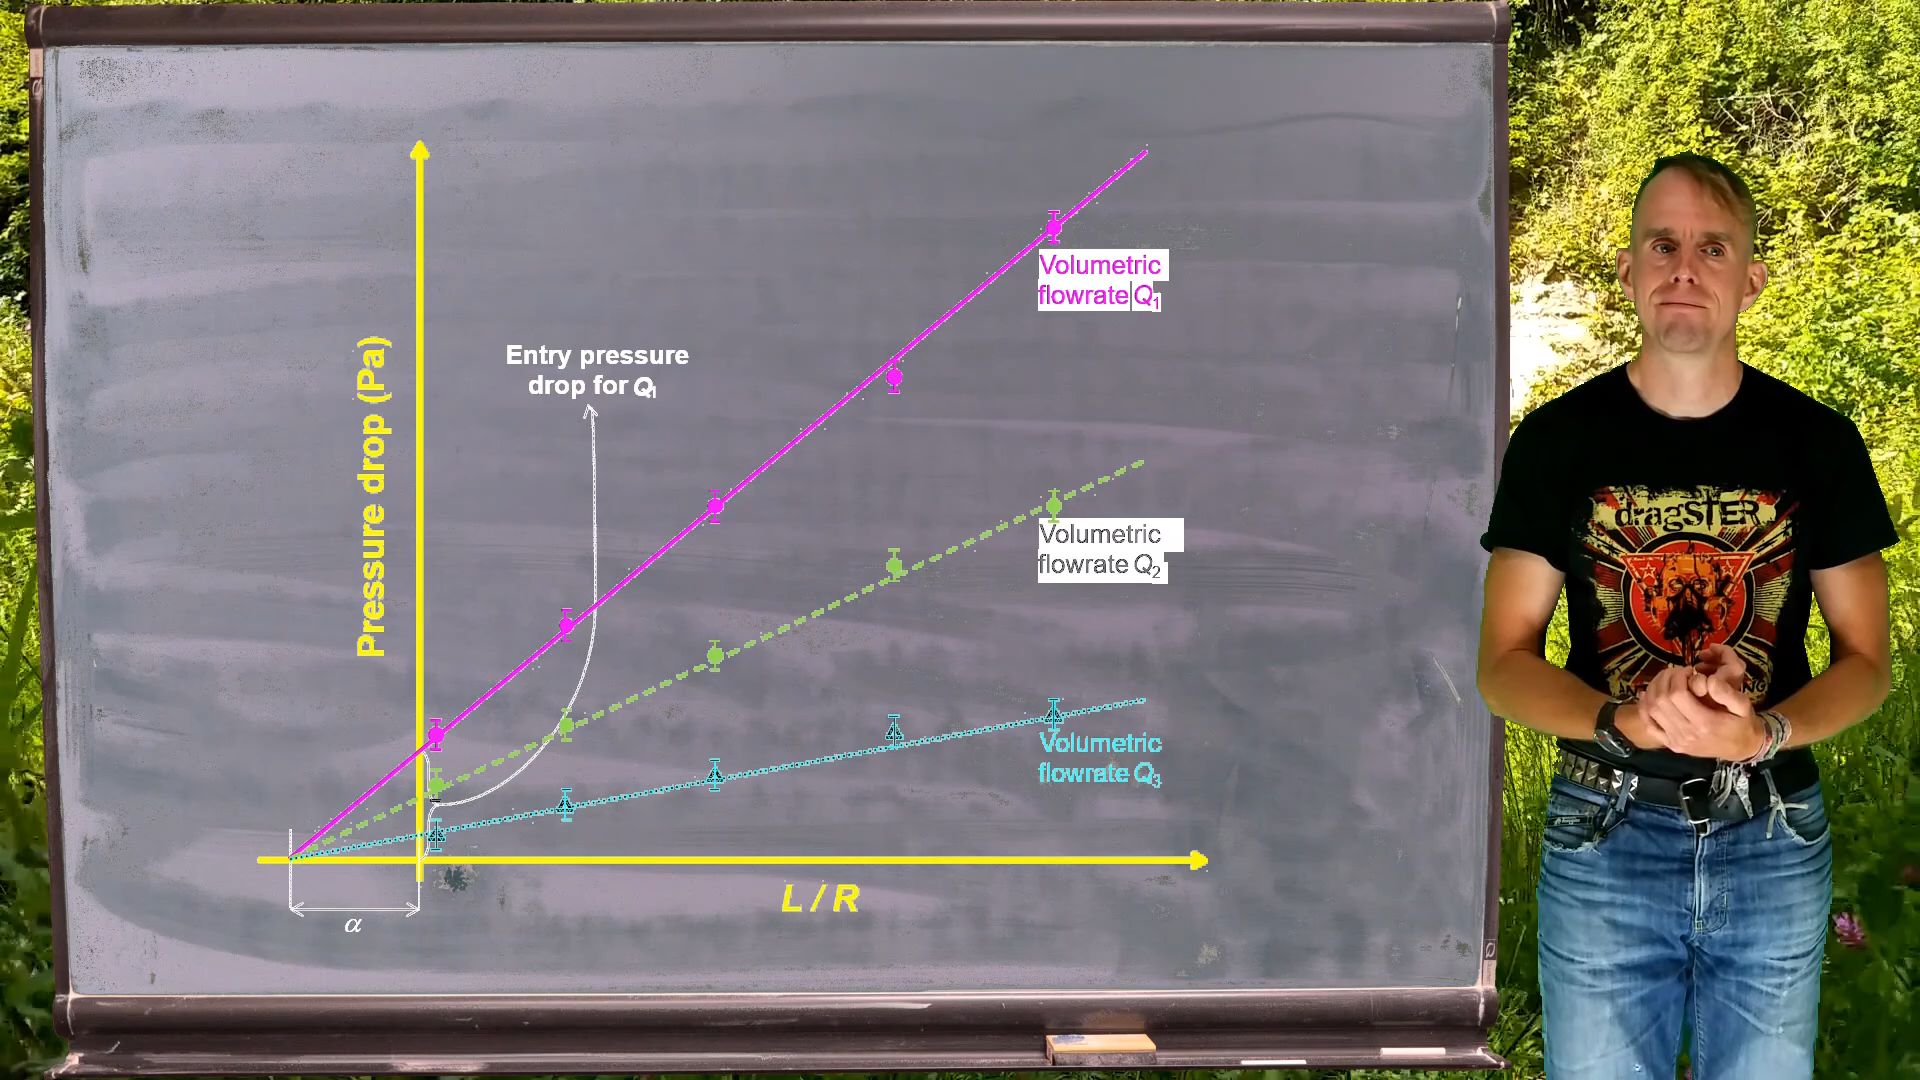 Volumetric
flowrate Q1
Entry pressure
drop for Q1
Pressure drop (Pa)
Volumetric
flowrate Q2
Volumetric
flowrate Q3
L / R
α
dragSTER